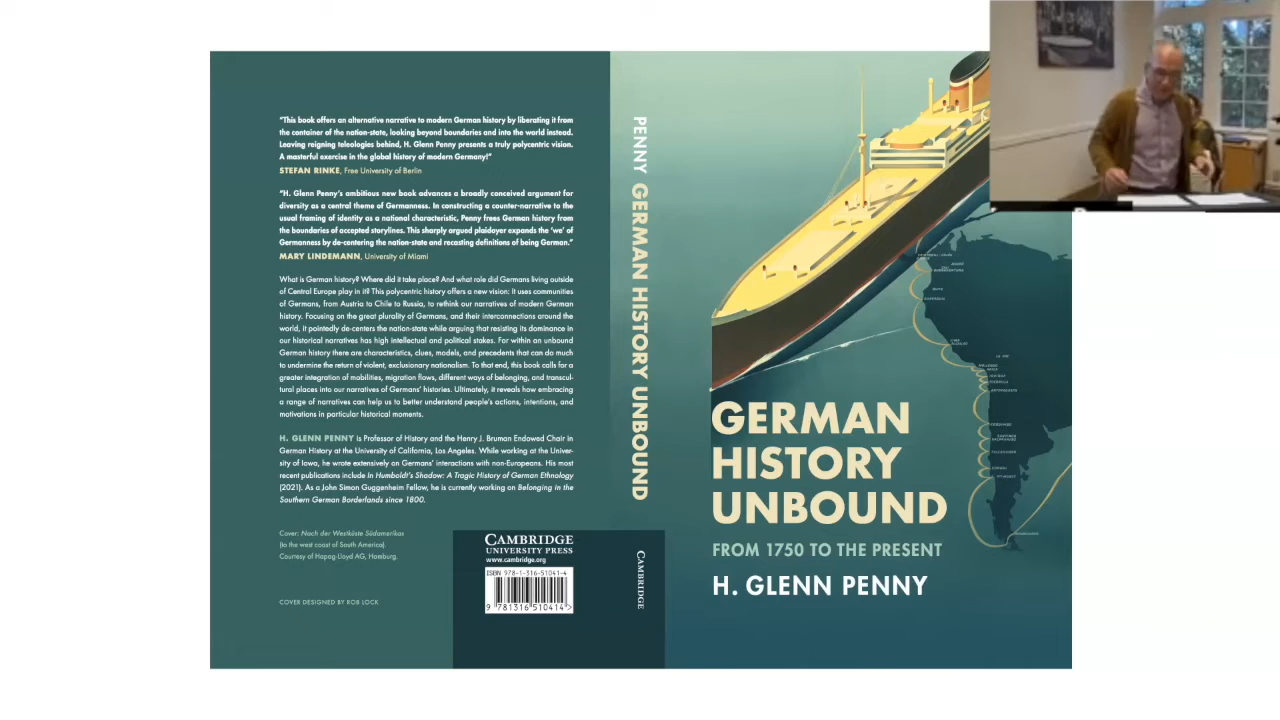 "This book offers an alternative narrative to modern German history by liberating it from
the container of the nation-state, looking beyond boundaries and into the world instead.
Leaving reigning teleologies behind, H. Glenn Penny presents a truly polycentric vision.
A masterful exercise in the global history of modern Germany!"
STEFAN RINKE, Free University of Berlin
"H. Glenn Penny's ambitious new book advances a broadly conceived argument for
diversity as a central theme of Germanness. In constructing a counter-narrative to the
usual framing of identity as a national characteristic, Penny frees German history from
the boundaries of accepted storylines. This sharply argued plaidoyer expands the 'we' of
Germanness by de-centering the nation-state and recasting definitions of being German."
MARY LINDEMANN, University of Miami
What is German history? Where did it take place? And what role did Germans living outside
of Central Europe play in it? This polycentric history offers a new vision: it uses communities
of Germans, from Austria to Chile to Russia, to rethink our narratives of modern German
history. Focusing on the great plurality of Germans, and their interconnections around the
world, it pointedly de-centers the nation-state while arguing that resisting its dominance in
our historical narratives has high intellectual and political stakes. For within an unbound
German history there are characteristics, clues, models, and precedents that can do much
to undermine the return of violent, exclusionary nationalism. To that end, this book calls for a
greater integration of mobilities, migration flows, different ways of belonging, and transcul-
tural places into our narratives of Germans' histories. Ultimately, it reveals how embracing
a range of narratives can help us to better understand people's actions, intentions, and
motivations in particular historical moments.
H. GLENN PENNY is Professor of History and the Henry J. Bruman Endowed Chair in
German History at the University of California, Los Angeles. While working at the Univer-
sity of Iowa, he wrote extensively on Germans' interactions with non-Europeans. His most
recent publications include In Humboldt's Shadow: A Tragic History of German Ethnology
(2021). As a John Simon Guggenheim Fellow, he is currently working on Belonging in the
Southern German Borderlands since 1800.
Cover: Nach der Westküste Südamerikas
(to the west coast of South America).
Courtesy of Hapag-Lloyd AG, Hamburg.
COVER DESIGNED BY ROB LOCK
CAMBRIDGE
UNIVERSITY PRESS
www.cambridge.org
ISBN 978-1-316-51041-4
9 781316 510414 >
PENNY GERMAN HISTORY UNBOUND
CAMBRIDGE
GERMAN
HISTORY
UNBOUND
FROM 1750 TO THE PRESENT
H. GLENN PENNY